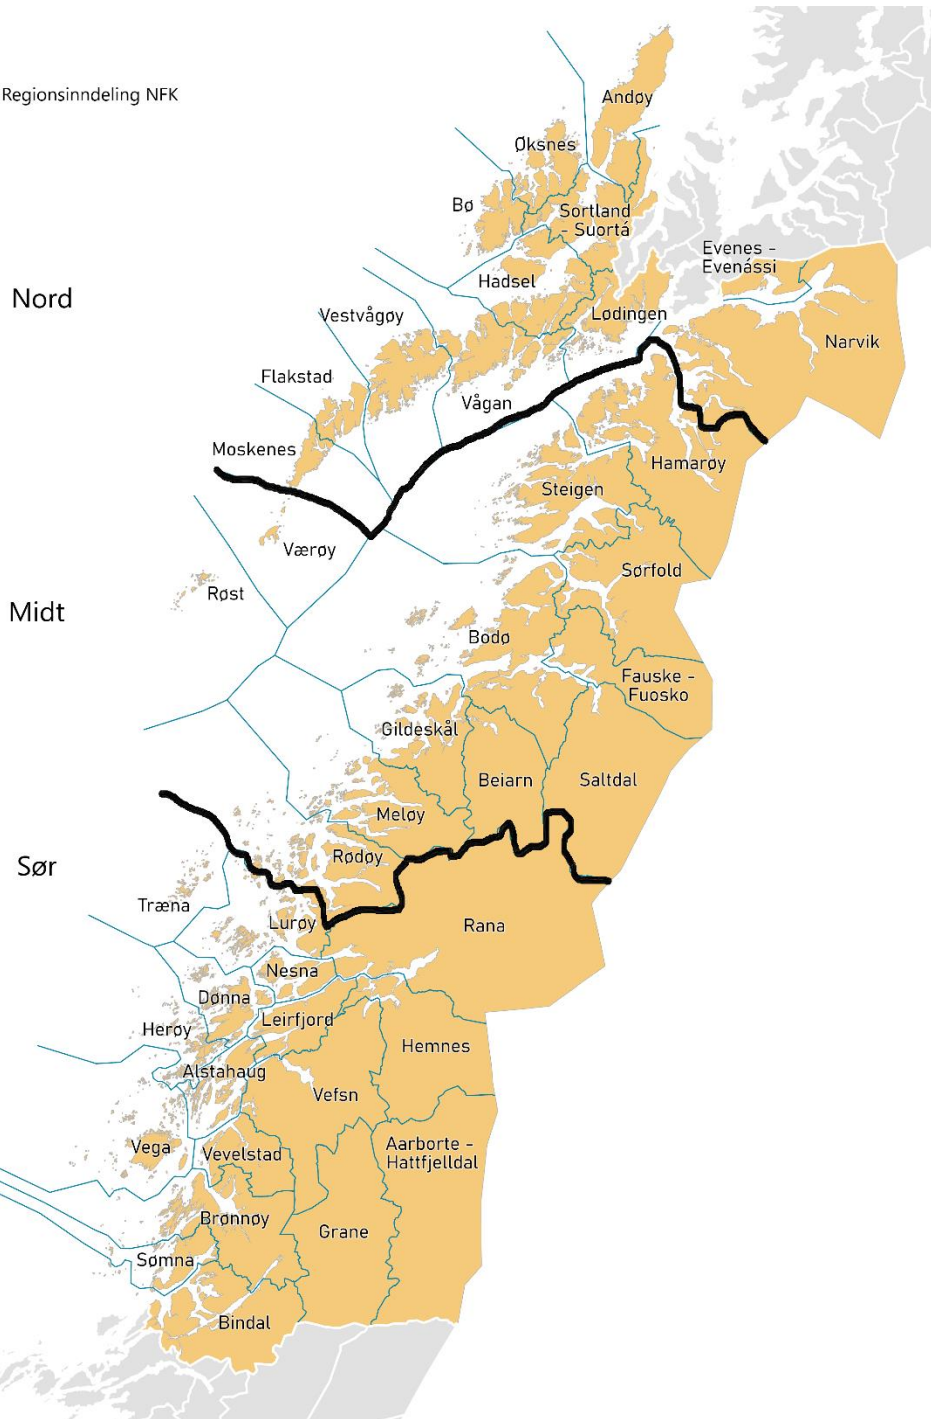 Regionsinndeling NFK
Andøy
Øksnes
Bø
Sortland
- Suortá
Evenes -
Evenássi
Hadsel
Nord
Lødingen
Vestvågøy
Narvik
Flakstad
Vågan
Moskenes
Hamarøy
Steigen
Værøy
Sørfold
Røst
Midt
Bodø
Fauske -
Fuosko
Gildeskål
Beiarn
Saltdal
Meløy
Rødøy
Sør
Træna
Lurøy
Rana
Nesna
Dønna
Leirfjord
Herøy
Hemnes
Alstahaug
Vefsn
Vega
Vevelstad
Aarborte -
Hattfjelldal
Brønnøy
Grane
Sømna
Bindal